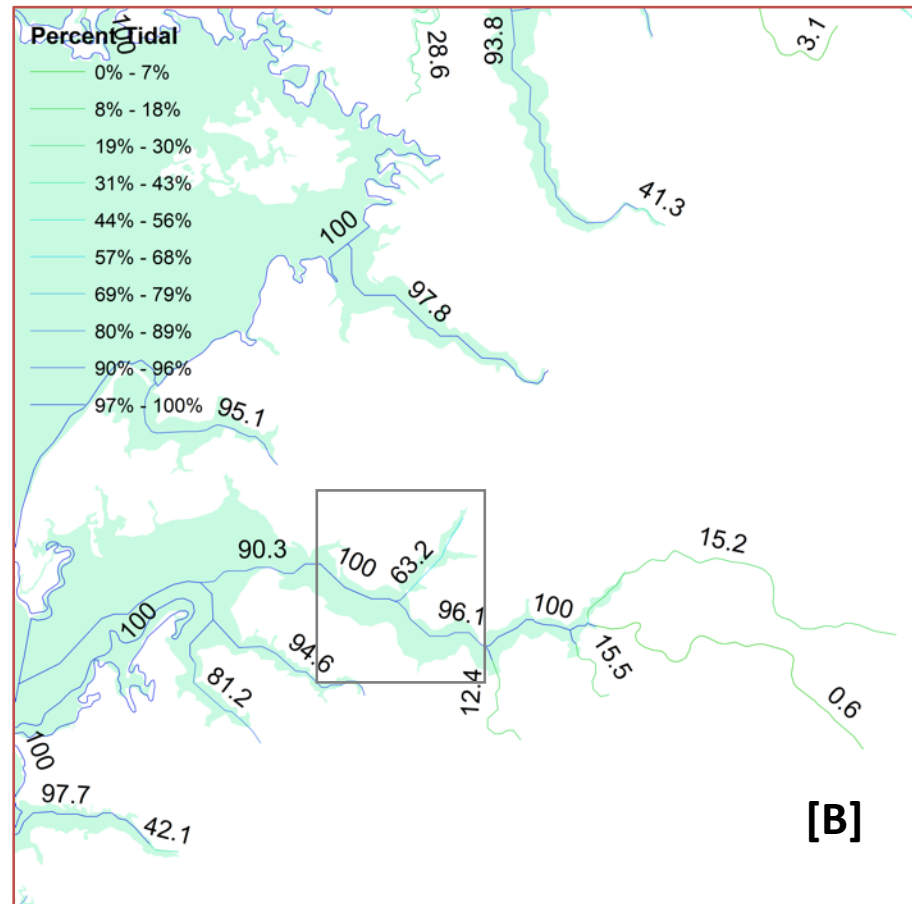 Percent Tidal
0% - 7%
8% - 18%
19% - 30%
31% - 43%
44% - 56%
57% - 68%
69% - 79%
80% - 89%
90% - 96%
97% - 100%
100
28.6
93.8
3.1
41.3
100
97.8
95.1
90.3
100
63.2
96.1
100
15.2
100
94.6
81.2
12.4
15.5
0.6
100
97.7
42.1
[B]